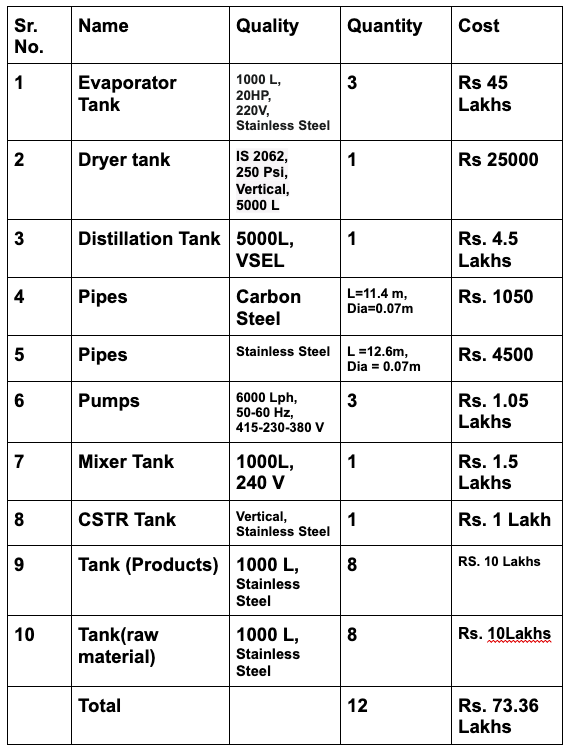 Sr. No. Name Quality Quantity Cost
1 Evaporator Tank 1000 L, 20HP, 220V, Stainless Steel 3 Rs 45 Lakhs
2 Dryer tank IS 2062, 250 Psi, Vertical, 5000 L 1 Rs 25000
3 Distillation Tank 5000L, VSEL 1 Rs. 4.5 Lakhs
4 Pipes Carbon Steel L=11.4 m, Dia=0.07m Rs. 1050
5 Pipes Stainless Steel L =12.6m, Dia = 0.07m Rs. 4500
6 Pumps 6000 Lph, 50-60 Hz, 415-230-380 V 3 Rs. 1.05 Lakhs
7 Mixer Tank 1000L, 240 V 1 Rs. 1.5 Lakhs
8 CSTR Tank Vertical, Stainless Steel 1 Rs. 1 Lakh
9 Tank (Products) 1000 L, Stainless Steel 8 RS. 10 Lakhs
10 Tank(raw material) 1000 L, Stainless Steel 8 Rs. 10Lakhs
Total 12 Rs. 73.36 Lakhs